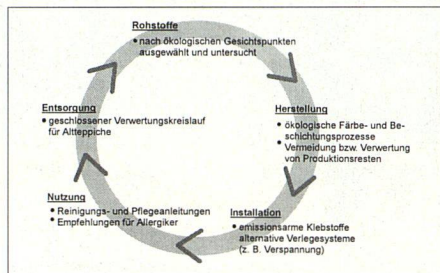 Rohstoffe
• nach ökologischen Gesichtspunkten
ausgewählt und untersucht
Herstellung
• ökologische Färbe- und Be-
schichtungsprozesse
• Vermeidung bzw. Verwertung
von Produktionsresten
Installation
• emissionsarme Klebstoffe
alternative Verlegesysteme
(z. B. Verspannung)
Nutzung
• Reinigungs- und Pflegeanleitungen
• Empfehlungen für Allergiker
Entsorgung
• geschlossener Verwertungskreislauf
für Altteppiche